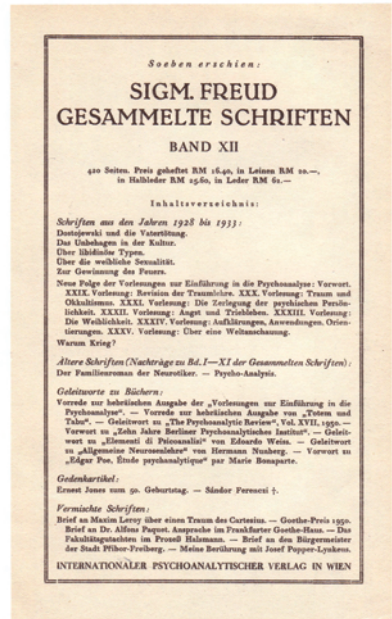 Soeben erschien:
SIGM. FREUD
GESAMMELTE SCHRIFTEN
BAND XII
420 Seiten. Preis geheftet RM 16.40, in Leinen RM 20.—,
in Halbleder RM 25.60, in Leder RM 62.—
Inhaltsverzeichnis:
Schriften aus den Jahren 1928 bis 1933:
Dostojewski und die Vatertötung.
Das Unbehagen in der Kultur.
Über libidinöse Typen.
Über die weibliche Sexualität.
Zur Gewinnung des Feuers.
Neue Folge der Vorlesungen zur Einführung in die Psychoanalyse: Vorwort.
XXIX. Vorlesung: Revision der Traumlehre. XXX. Vorlesung: Traum und
Okkultismus. XXXI. Vorlesung: Die Zerlegung der psychischen Persön-
lichkeit. XXXII. Vorlesung: Angst und Triebleben. XXXIII. Vorlesung:
Die Weiblichkeit. XXXIV. Vorlesung: Aufklärungen, Anwendungen, Orien-
tierungen. XXXV. Vorlesung: Über eine Weltanschauung.
Warum Krieg?
Ältere Schriften (Nachträge zu Bd. I—XI der Gesammelten Schriften):
Der Familienroman der Neurotiker. — Psycho-Analysis.
Geleitworte zu Büchern:
Vorrede zur hebräischen Ausgabe der „Vorlesungen zur Einführung in die
Psychoanalyse“. — Vorrede zur hebräischen Ausgabe von „Totem und
Tabu“. — Geleitwort zu „The Psychoanalytic Review“, Vol. XVII, 1930. —
Vorwort zu „Zehn Jahre Berliner Psychoanalytisches Institut“. — Geleit-
wort zu „Elementi di Psicoanalisi“ von Edoardo Weiss. — Geleitwort
zu „Allgemeine Neurosenlehre“ von Hermann Nunberg. — Vorwort zu
„Edgar Poe, Étude psychanalytique“ par Marie Bonaparte.
Gedenkartikel:
Ernest Jones zum 50. Geburtstag. — Sándor Ferenczi †.
Vermischte Schriften:
Brief an Maxim Leroy über einen Traum des Cartesius. — Goethe-Preis 1930.
Brief an Dr. Alfons Paquet. Ansprache im Frankfurter Goethe-Haus. — Das
Fakultätsgutachten im Prozeß Halsmann. — Brief an den Bürgermeister
der Stadt Příbor-Freiberg. — Meine Berührung mit Josef Popper-Lynkeus.
INTERNATIONALER PSYCHOANALYTISCHER VERLAG IN WIEN